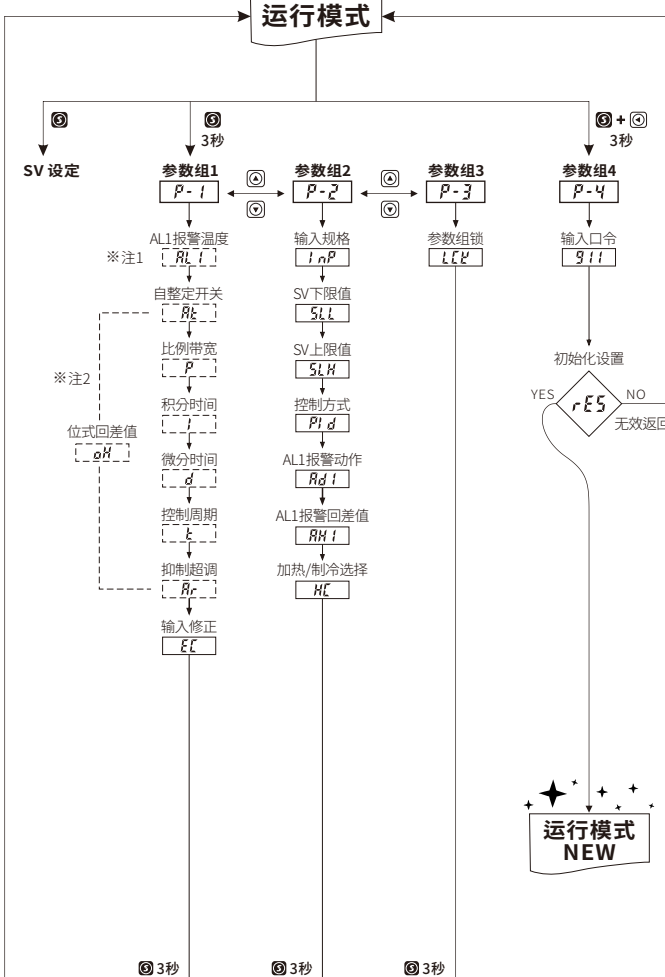 运行模式
S
S
3秒
S + 
3秒
SV 设定
参数组1
P-1
参数组2
P-2
参数组3
P-3
参数组4
P-4
※注1
AL1报警温度
AL1
输入规格
InP
参数组锁
LCK
输入口令
911
自整定开关
At
SV下限值
SLL
※注2
比例带宽
P
SV上限值
SLH
初始化设置
YES
rES
NO
无效返回
位式回差值
oH
积分时间
I
控制方式
PId
微分时间
d
AL1报警动作
Ad1
控制周期
t
AL1报警回差值
AH1
抑制超调
Ar
加热/制冷选择
HC
输入修正
EC
运行模式
NEW
S 3秒
S 3秒
S 3秒